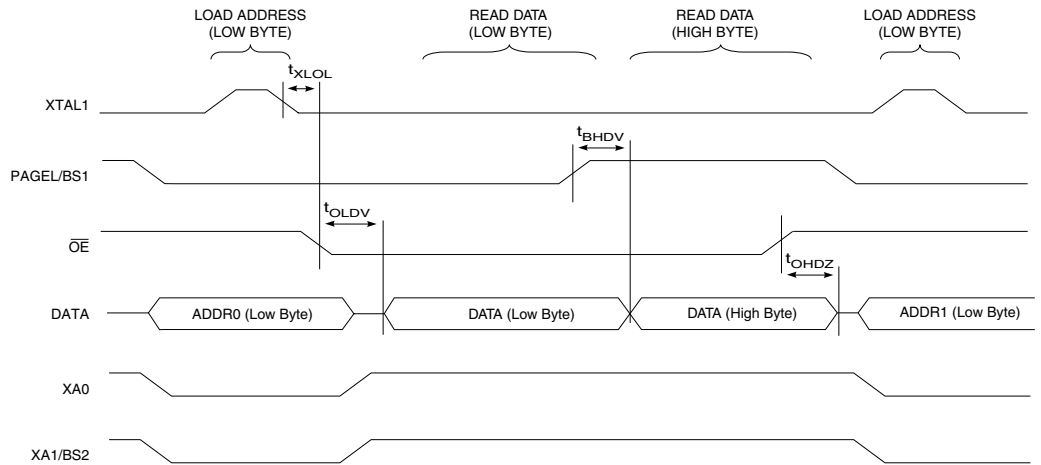 LOAD ADDRESS
(LOW BYTE)
READ DATA
(LOW BYTE)
READ DATA
(HIGH BYTE)
LOAD ADDRESS
(LOW BYTE)
tXLOL
XTAL1
tBHDV
PAGEL/BS1
tOLDV
OE
tOHDZ
DATA
ADDR0 (Low Byte)
DATA (Low Byte)
DATA (High Byte)
ADDR1 (Low Byte)
XA0
XA1/BS2